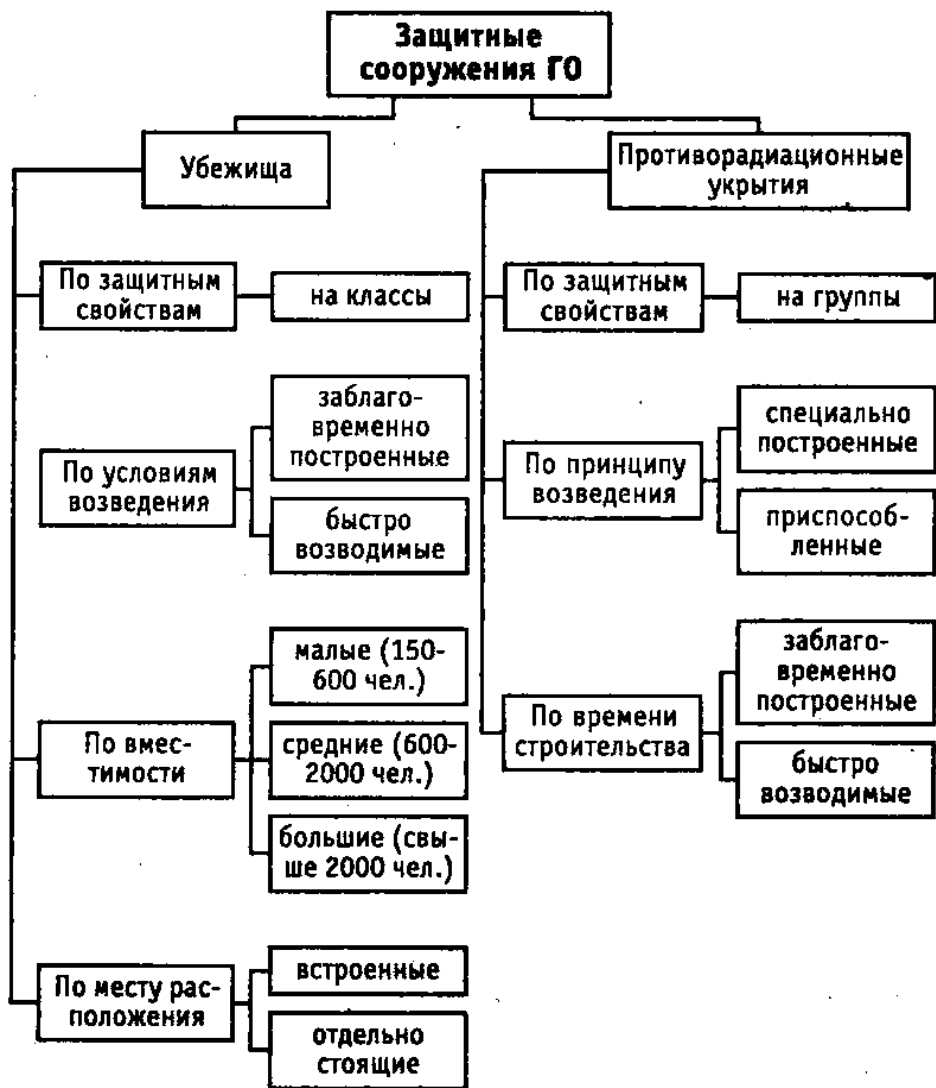 Защитные
сооружения ГО
Убежища
Противорадиационные
укрытия
По защитным
свойствам
на классы
По защитным
свойствам
на группы
По условиям
возведения
заблаго-
временно
построенные
быстро
возводимые
По принципу
возведения
специально
построенные
приспособ-
ленные
По вмес-
тимости
малые (150-
600 чел.)
средние (600-
2000 чел.)
большие (свы-
ше 2000 чел.)
По времени
строительства
заблаго-
временно
построенные
быстро
возводимые
По месту рас-
положения
встроенные
отдельно
стоящие